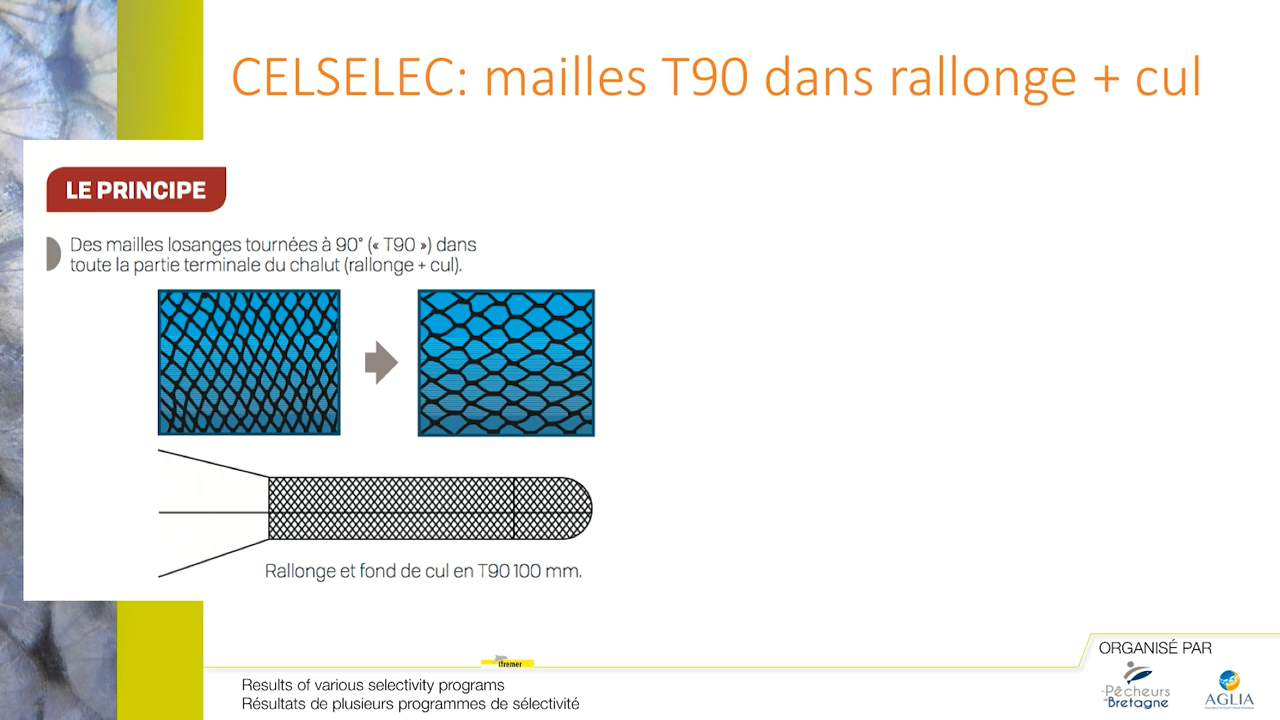 CELSELEC: mailles T90 dans rallonge + cul
LE PRINCIPE
Des mailles losanges tournées à 90° (« T90 ») dans
toute la partie terminale du chalut (rallonge + cul).
Rallonge et fond de cul en T90 100 mm.
ORGANISÉ PAR
ifremer
Results of various selectivity programs
Résultats de plusieurs programmes de sélectivité
Pêcheurs
Bretagne
AGLIA